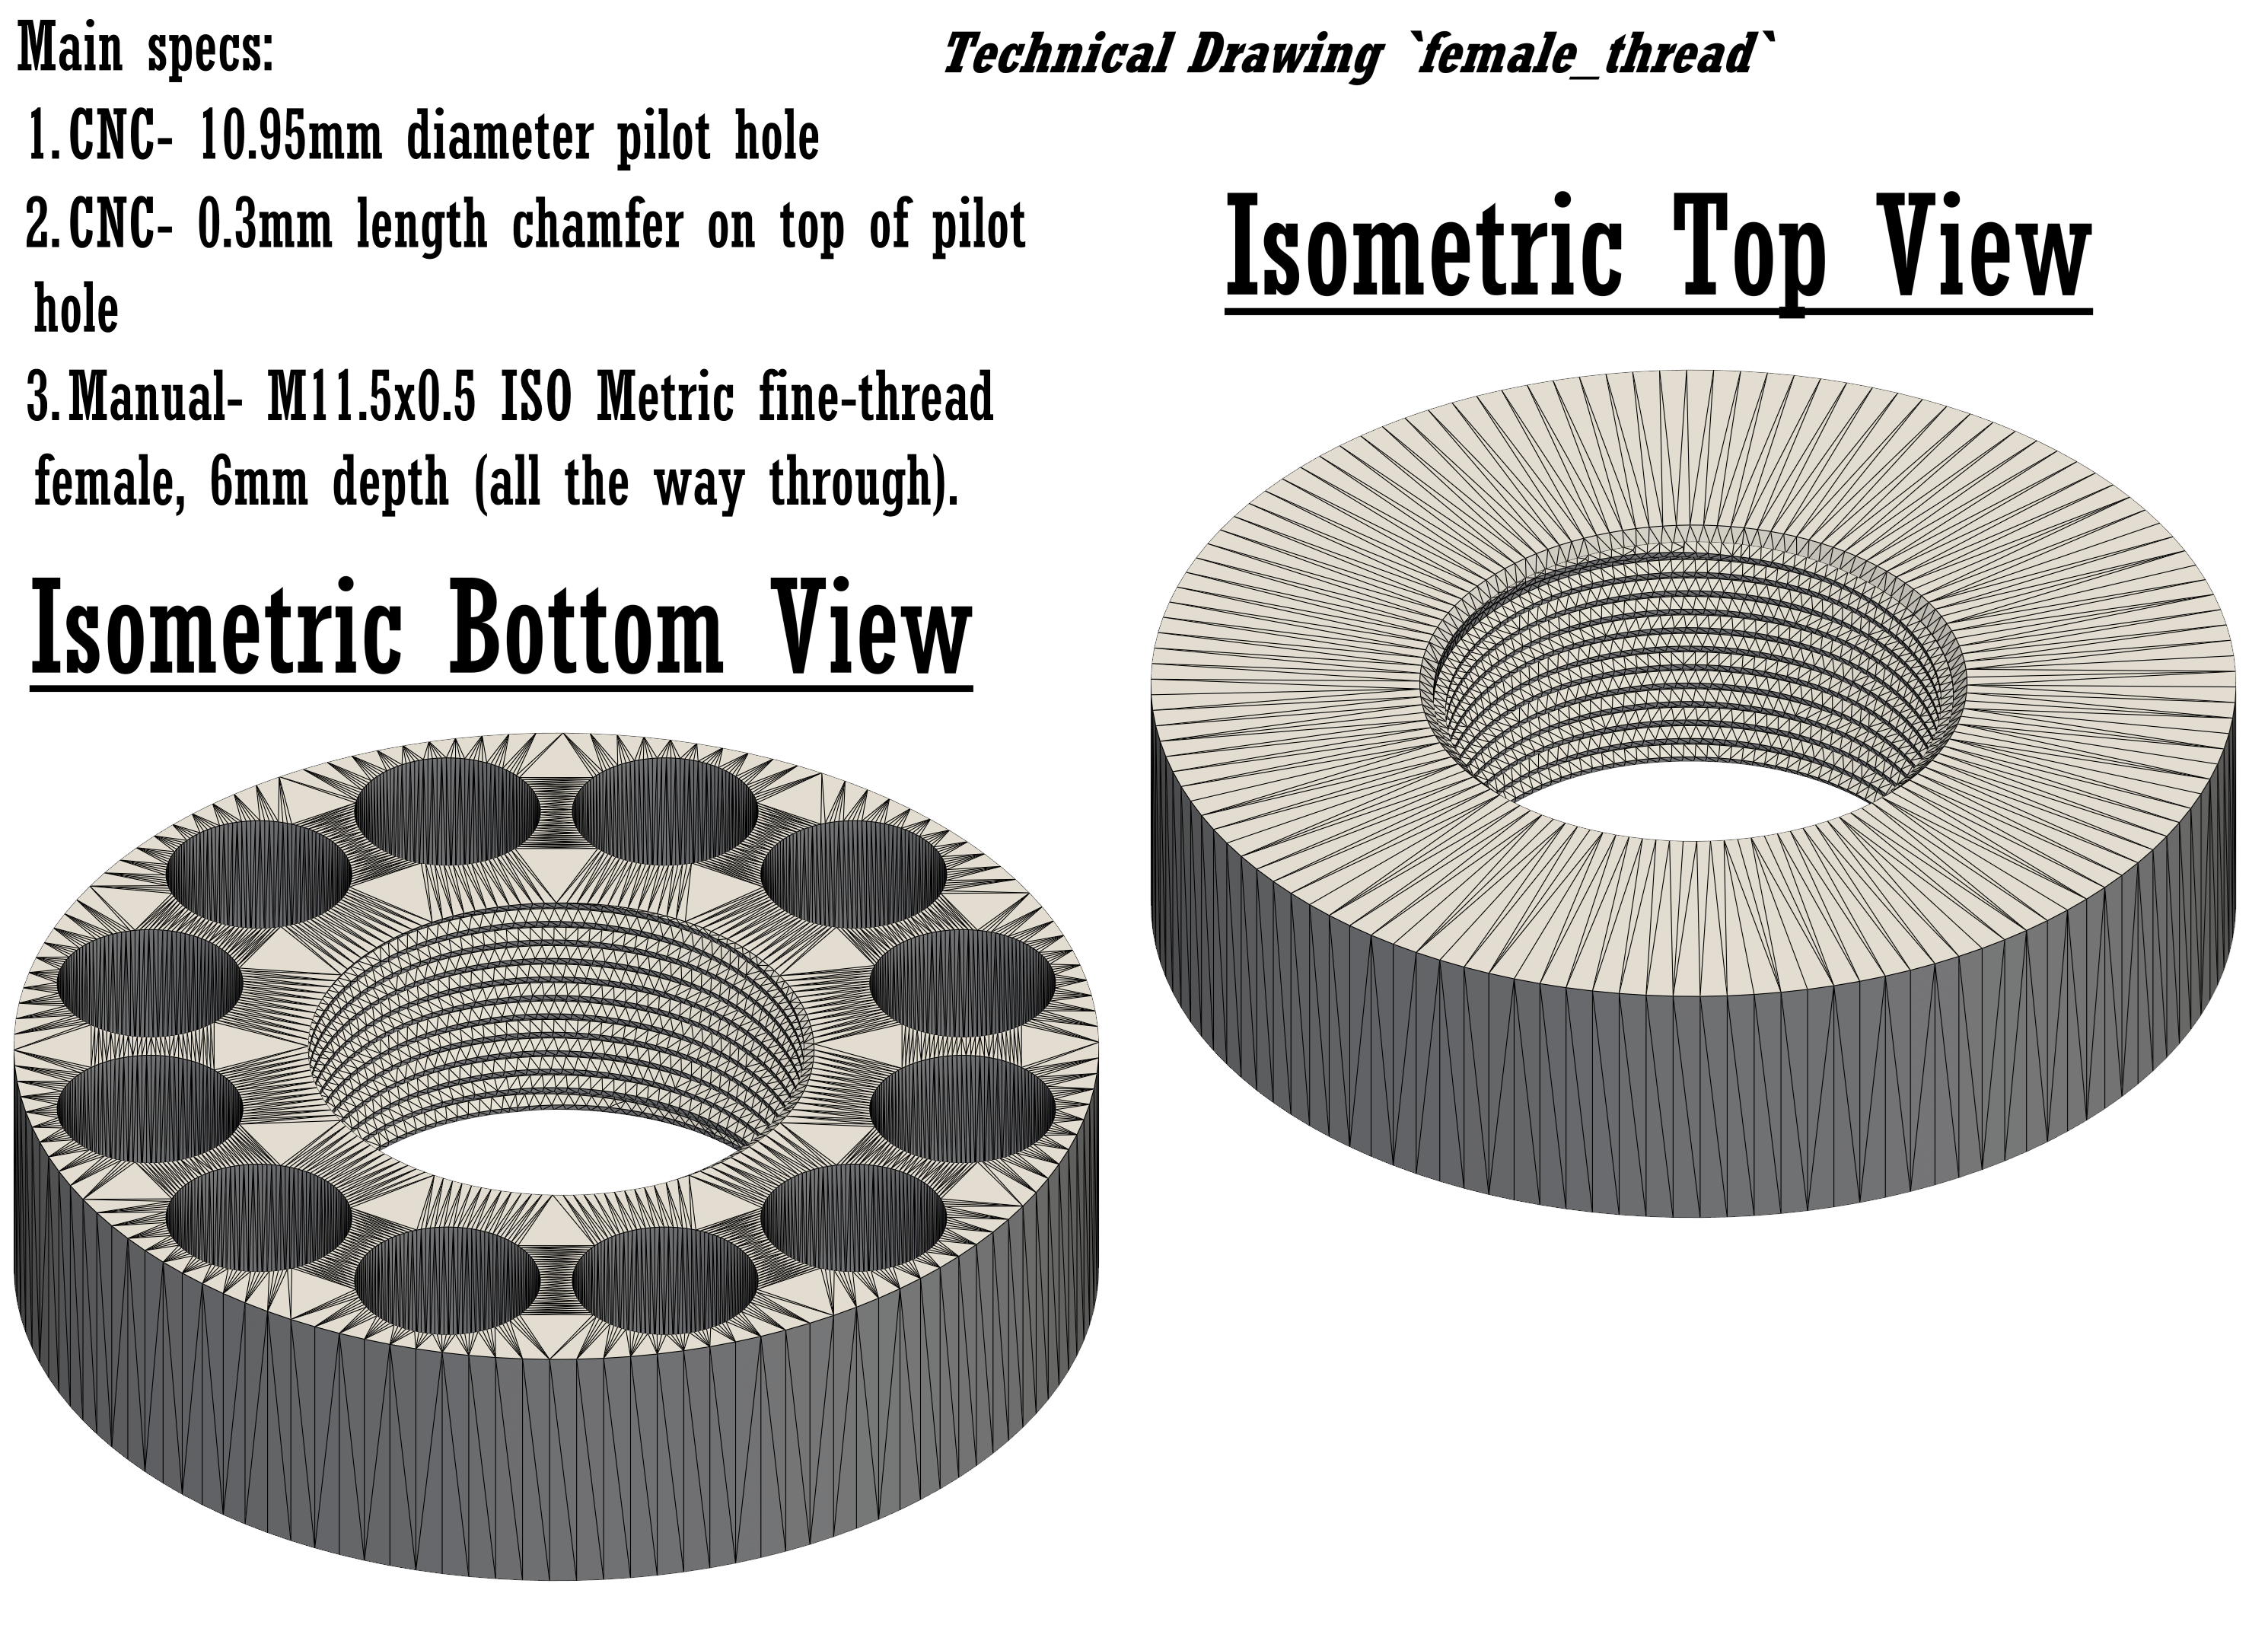 Main specs:
Technical Drawing `female_thread`
1. CNC- 10.95mm diameter pilot hole
2. CNC- 0.3mm length chamfer on top of pilot
hole
3. Manual- M11.5x0.5 ISO Metric fine-thread
female, 6mm depth (all the way through).
Isometric Top View
Isometric Bottom View